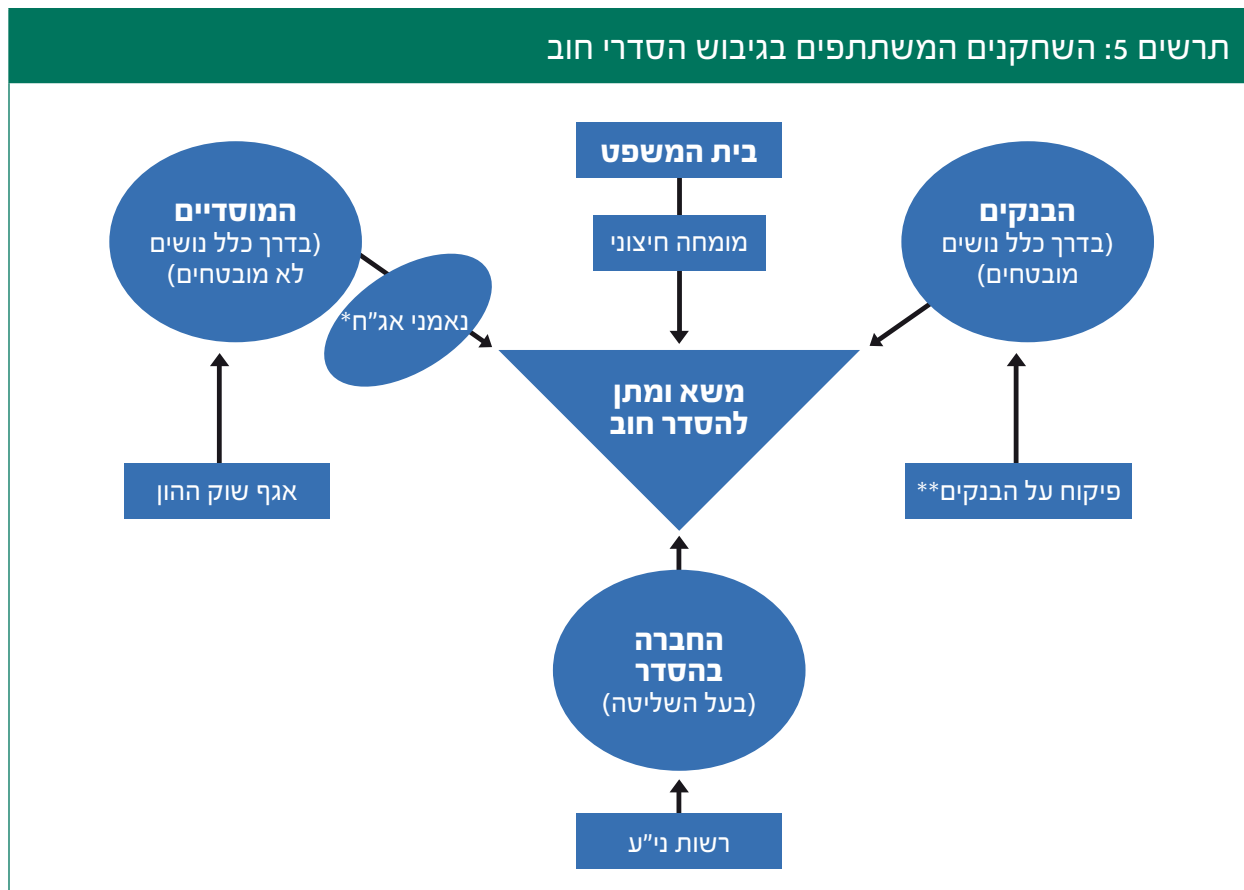 תרשים 5: השחקנים המשתתפים בגיבוש הסדרי חוב
בית המשפט
מומחה חיצוני
הבנקים
(בדרך כלל נושים
מובטחים)
המוסדיים
(בדרך כלל נושים
לא מובטחים)
נאמני אג"ח*
משא ומתן
להסדר חוב
פיקוח על הבנקים**
אגף שוק ההון
החברה
בהסדר
(בעל השליטה)
רשות ני"ע